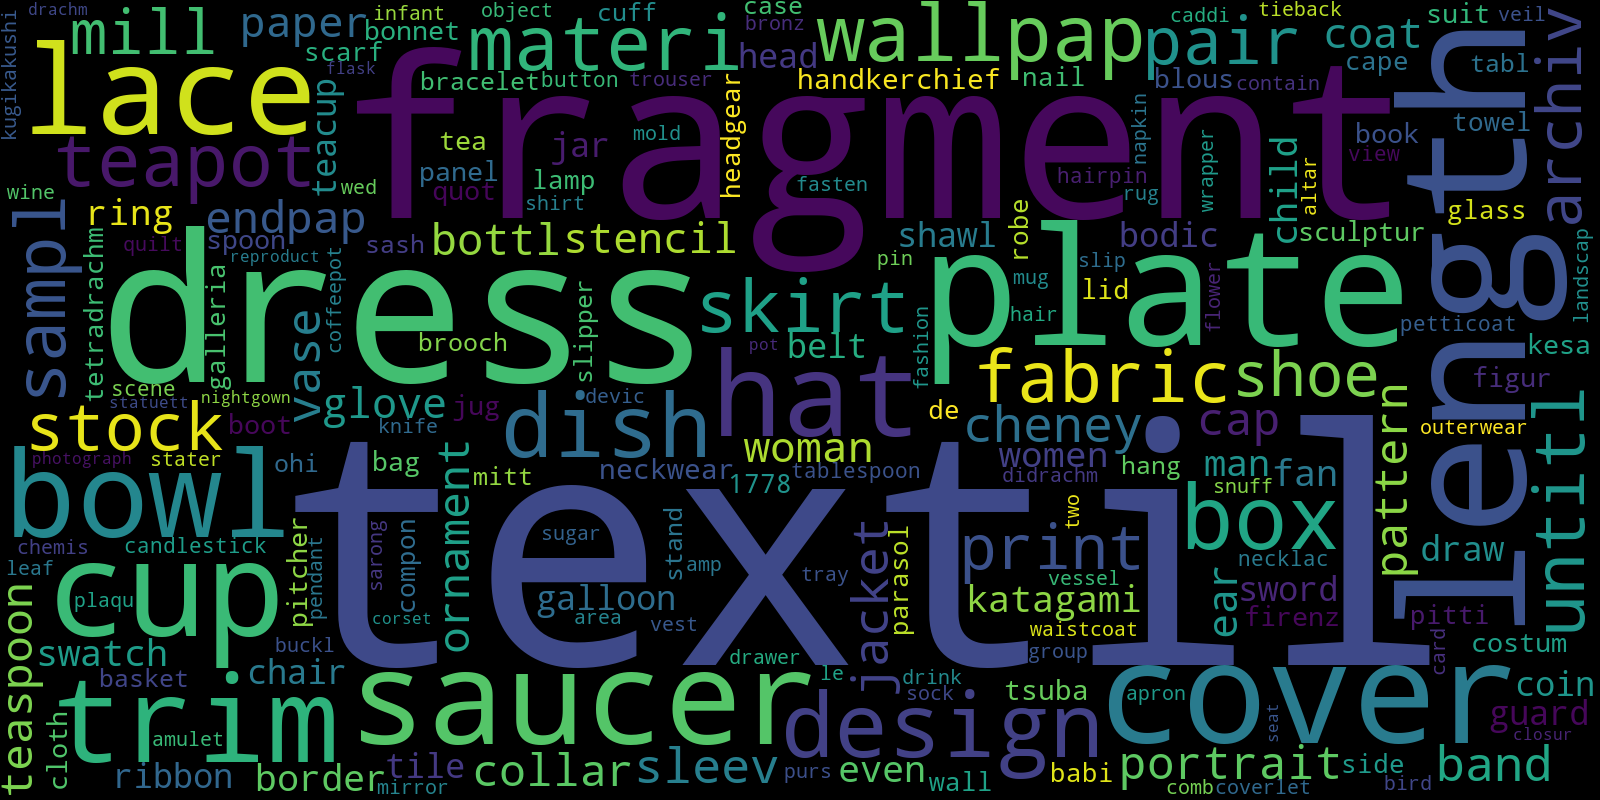 drachm
infant
object
cuff
case
caddi
tieback
veil
mill
paper
bonnet
materi
bronz
wallpap
pair
coat
suit
kugikakushi
lace
scarf
flask
head
cape
tabl
archiv
bracelet
button
trouser
handkerchief
nail
blous
contain
fragment
length
teapot
teacup
tea
jar
mold
headgear
napkin
towel
book
view
panel
lamp
hairpin
child
wine
wed
quot
shirt
fasten
rug
wrapper
altar
sampl
ring
endpap
bottl
stencil
shawl
robe
bodic
glass
sculptur
quilt
spoon
sash
pin
slip
landscap
reproduct
tetradrachm
galleria
dress
coffeepot
slipper
skirt
plate
mug
lid
flower
hair
petticoat
vase
brooch
pot
belt
fashion
kesa
scene
hat
fabric
shoe
figur
statuett
nightgown
glove
jug
dish
devic
de
stock
boot
knife
cheney
cap
outerwear
pattern
untitl
woman
photograph
stater
bowl
ohi
bag
ornament
mitt
neckwear
1778
tablespoon
women
didrachm
hang
man
fan
snuff
textil
box
two
chemis
candlestick
pitcher
sarong
compon
sugar
stand
jacket
parasol
print
draw
necklac
leaf
cup
pendant
amp
tray
vessel
ear
sword
plaqu
galloon
katagami
teaspoon
corset
area
vest
firenz
pitti
waistcoat
swatch
buckl
group
card
costum
basket
chair
drawer
le
drink
cover
trim
saucer
sock
tsuba
apron
coin
cloth
amulet
design
seat
guard
closur
ribbon
border
tile
collar
sleev
purs
even
wall
babi
portrait
side
band
mirror
comb
coverlet
bird